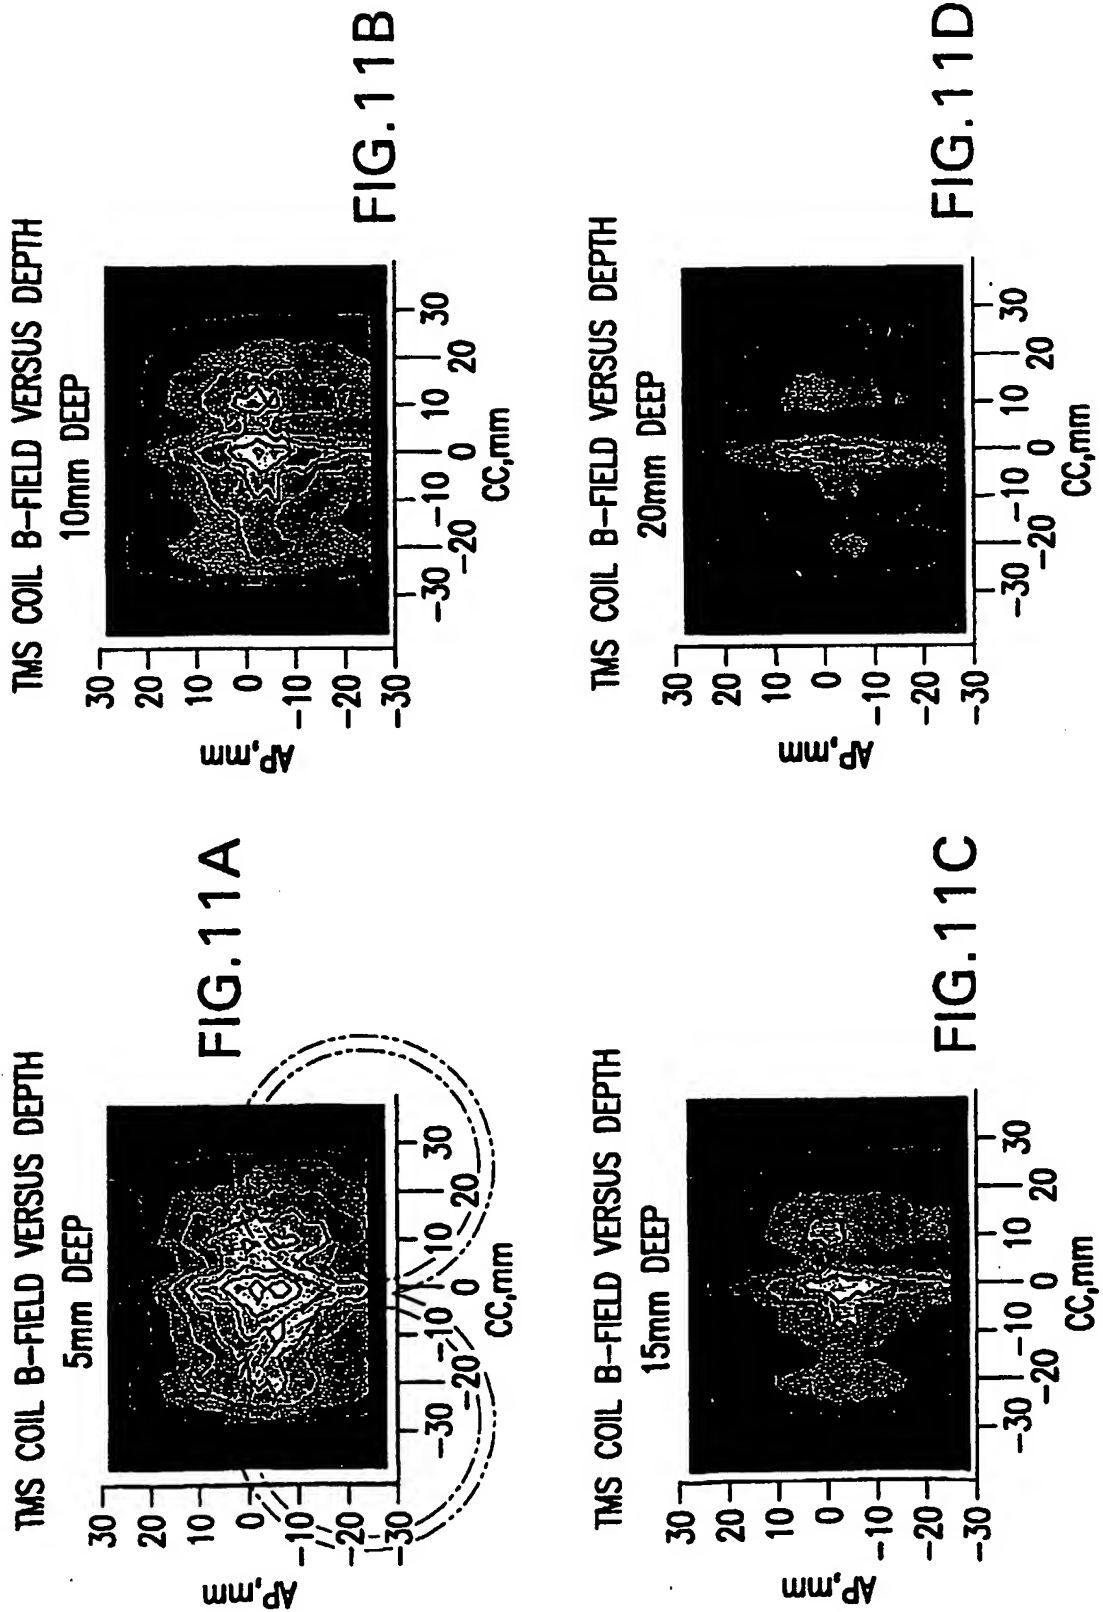 TMS COIL B-FIELD VERSUS DEPTH
5mm DEEP
30
20
10
0
-10
-20
-30
AP,mm
-30
-20
-10
0
10
20
30
CC,mm
FIG.11A
TMS COIL B-FIELD VERSUS DEPTH
10mm DEEP
30
20
10
0
-10
-20
-30
AP,mm
-30
-20
-10
0
10
20
30
CC,mm
FIG.11B
TMS COIL B-FIELD VERSUS DEPTH
15mm DEEP
30
20
10
0
-10
-20
-30
AP,mm
-30
-20
-10
0
10
20
30
CC,mm
FIG.11C
TMS COIL B-FIELD VERSUS DEPTH
20mm DEEP
30
20
10
0
-10
-20
-30
AP,mm
-30
-20
-10
0
10
20
30
CC,mm
FIG.11D